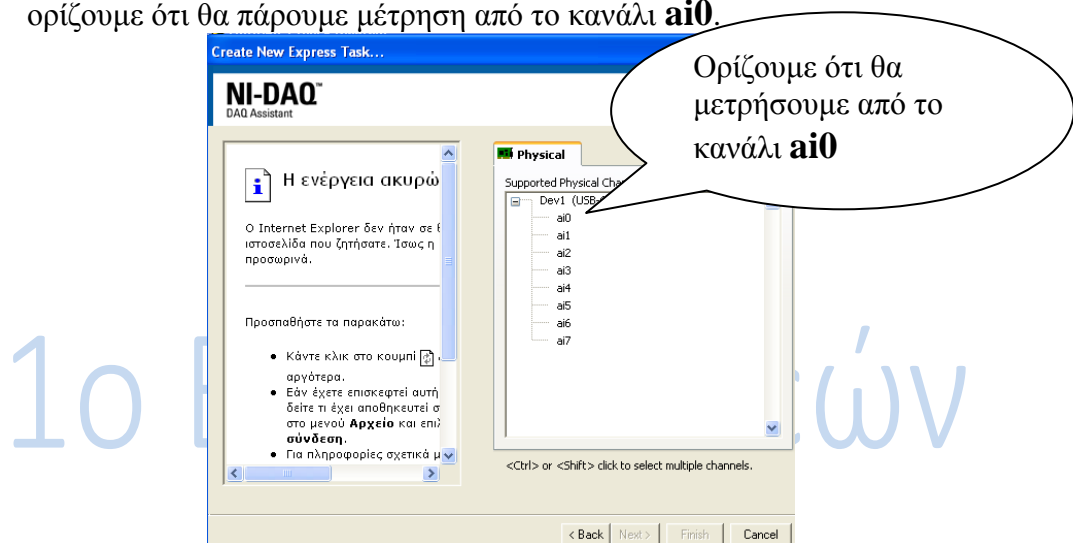 ορίζουμε ότι θα πάρουμε μέτρηση από το κανάλι ai0.
Create New Express Task...
NI-DAQ™
DAQ Assistant
Ορίζουμε ότι θα
μετρήσουμε από το
κανάλι ai0
Η ενέργεια ακυρώ
Ο Internet Explorer δεν ήταν σε
ιστοσελίδα που ζητήσατε. Ίσως η
προσωρινά.
Προσπαθήστε τα παρακάτω:
• Κάντε κλικ στο κουμπί
αργότερα.
• Εάν έχετε επισκεφτεί αυτή
δείτε τι έχει αποθηκευτεί σ
στο μενού Αρχείο και επι
σύνδεση.
• Για πληροφορίες σχετικά μ
Physical
Supported Physical Cha
Dev1 (USB-
ai0
ai1
ai2
ai3
ai4
ai5
ai6
ai7
<Ctrl> or <Shift> click to select multiple channels.
< Back Next > Finish Cancel
1ο
ών